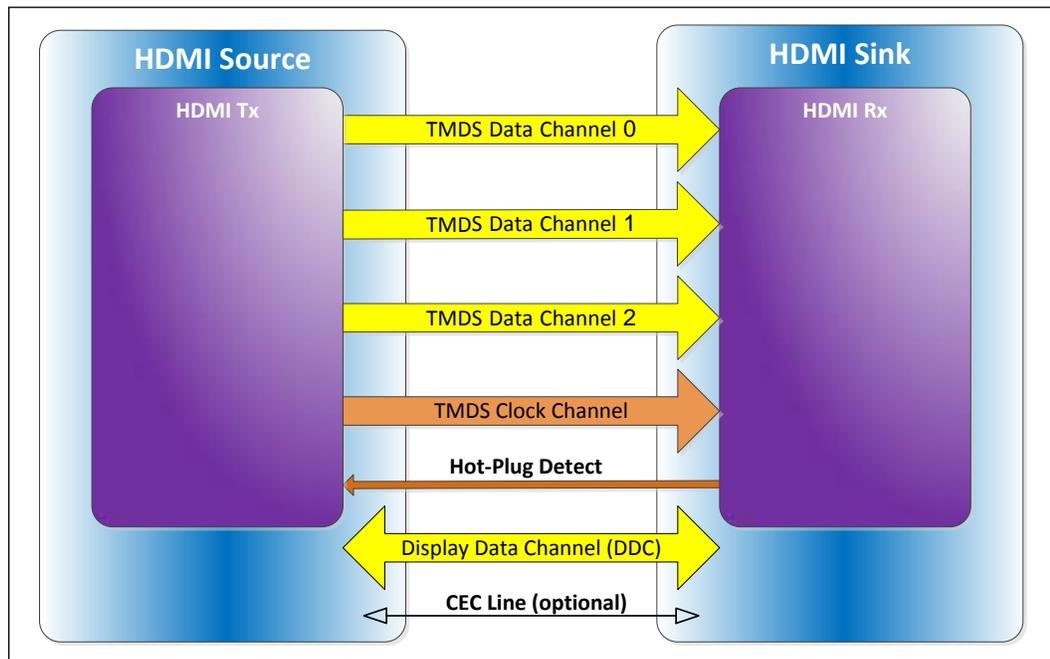 HDMI Source
HDMI Sink
HDMI Tx
HDMI Rx
TMDS Data Channel 0
TMDS Data Channel 1
TMDS Data Channel 2
TMDS Clock Channel
Hot-Plug Detect
Display Data Channel (DDC)
CEC Line (optional)